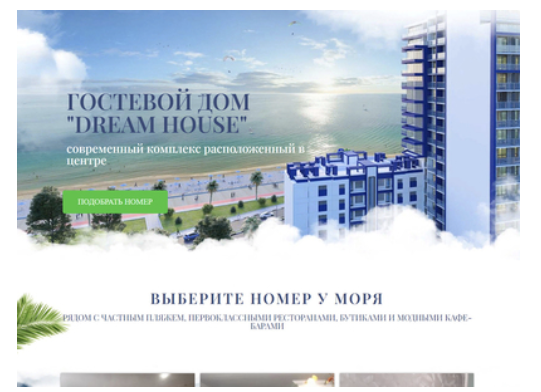 ГОСТЕВОЙ ДОМ
"DREAM HOUSE"
современный комплекс расположенный в
центре
ПОДОБРАТЬ НОМЕР
ВЫБЕРИТЕ НОМЕР У МОРЯ
РЯДОМ С ЧАСТНЫМ ПЛЯЖЕМ, ПЕРВОКЛАССНЫМИ РЕСТОРАНАМИ, БУТИКАМИ И МОДНЫМИ КАФЕ-
БАРАМИ